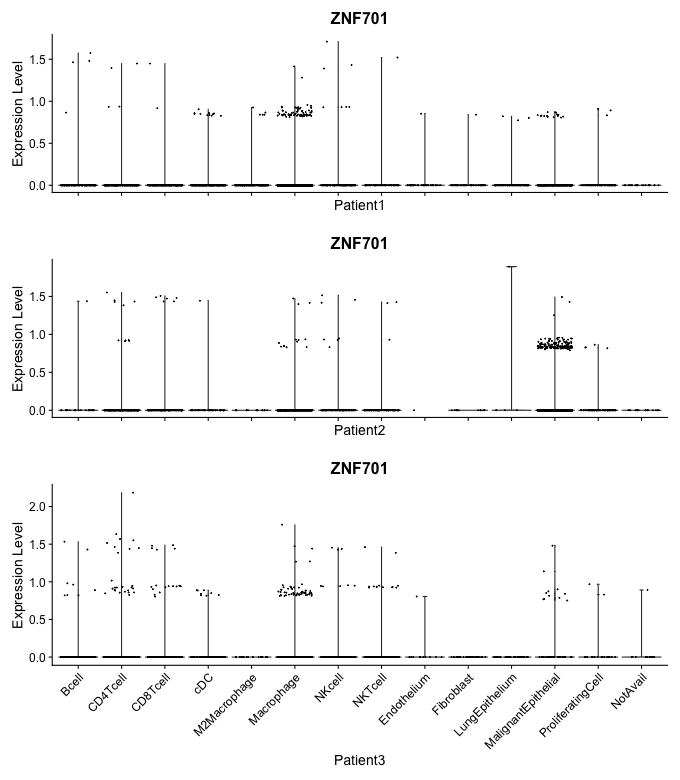 ZNF701
Expression Level
1.5
1.0
0.5
0.0
Patient1
ZNF701
Expression Level
1.5
1.0
0.5
0.0
Patient2
ZNF701
Expression Level
2.0
1.5
1.0
0.5
0.0
Bcell
CD4Tcell
CD8Tcell
cDC
M2Macrophage
Macrophage
NKcell
NKTcell
Endothelium
Fibroblast
LungEpithelium
MalignantEpithelial
ProliferatingCell
NotAvail
Patient3